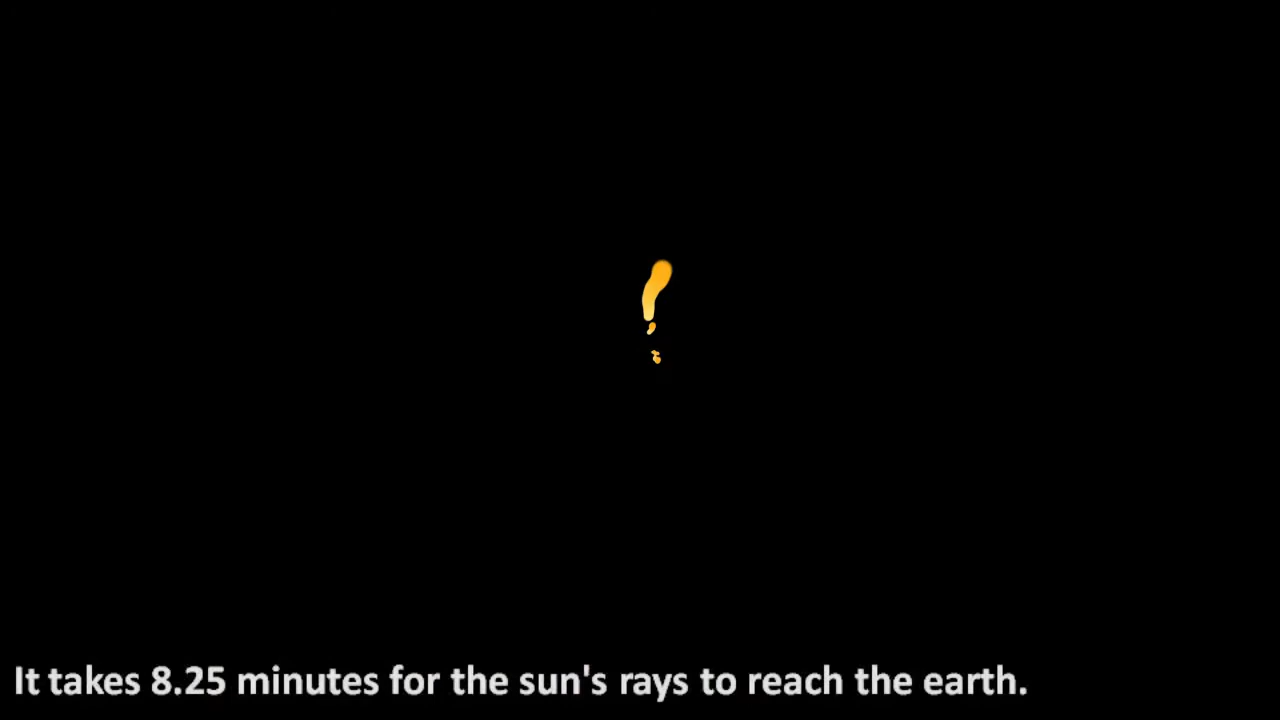 It takes 8.25 minutes for the sun's rays to reach the earth.